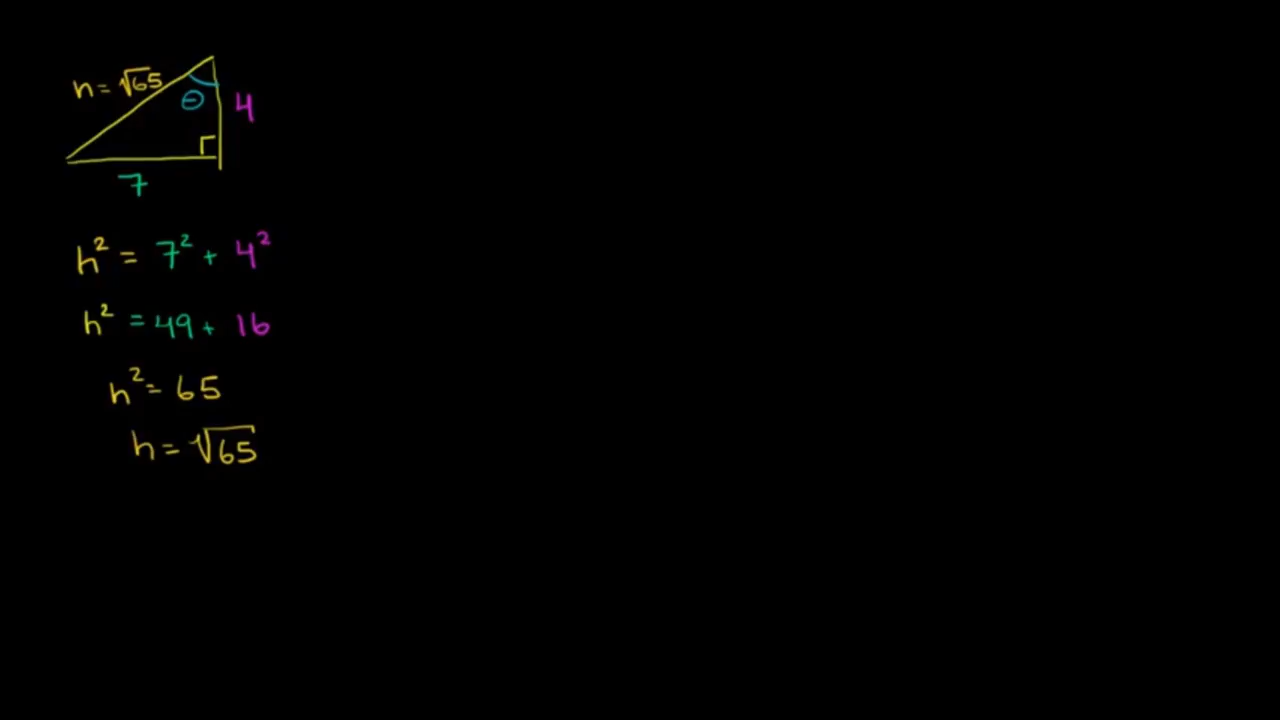 h = √65
θ
4
7
h² = 7² + 4²
h² = 49 + 16
h² = 65
h = √65